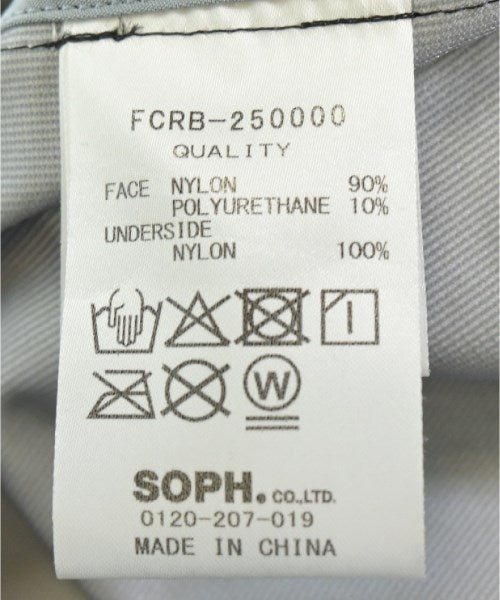 FCRB-250000
QUALITY
FACE NYLON 90%
POLYURETHANE 10%
UNDERSIDE
NYLON 100%
W
SOPH. CO.,LTD.
0120-207-019
MADE IN CHINA